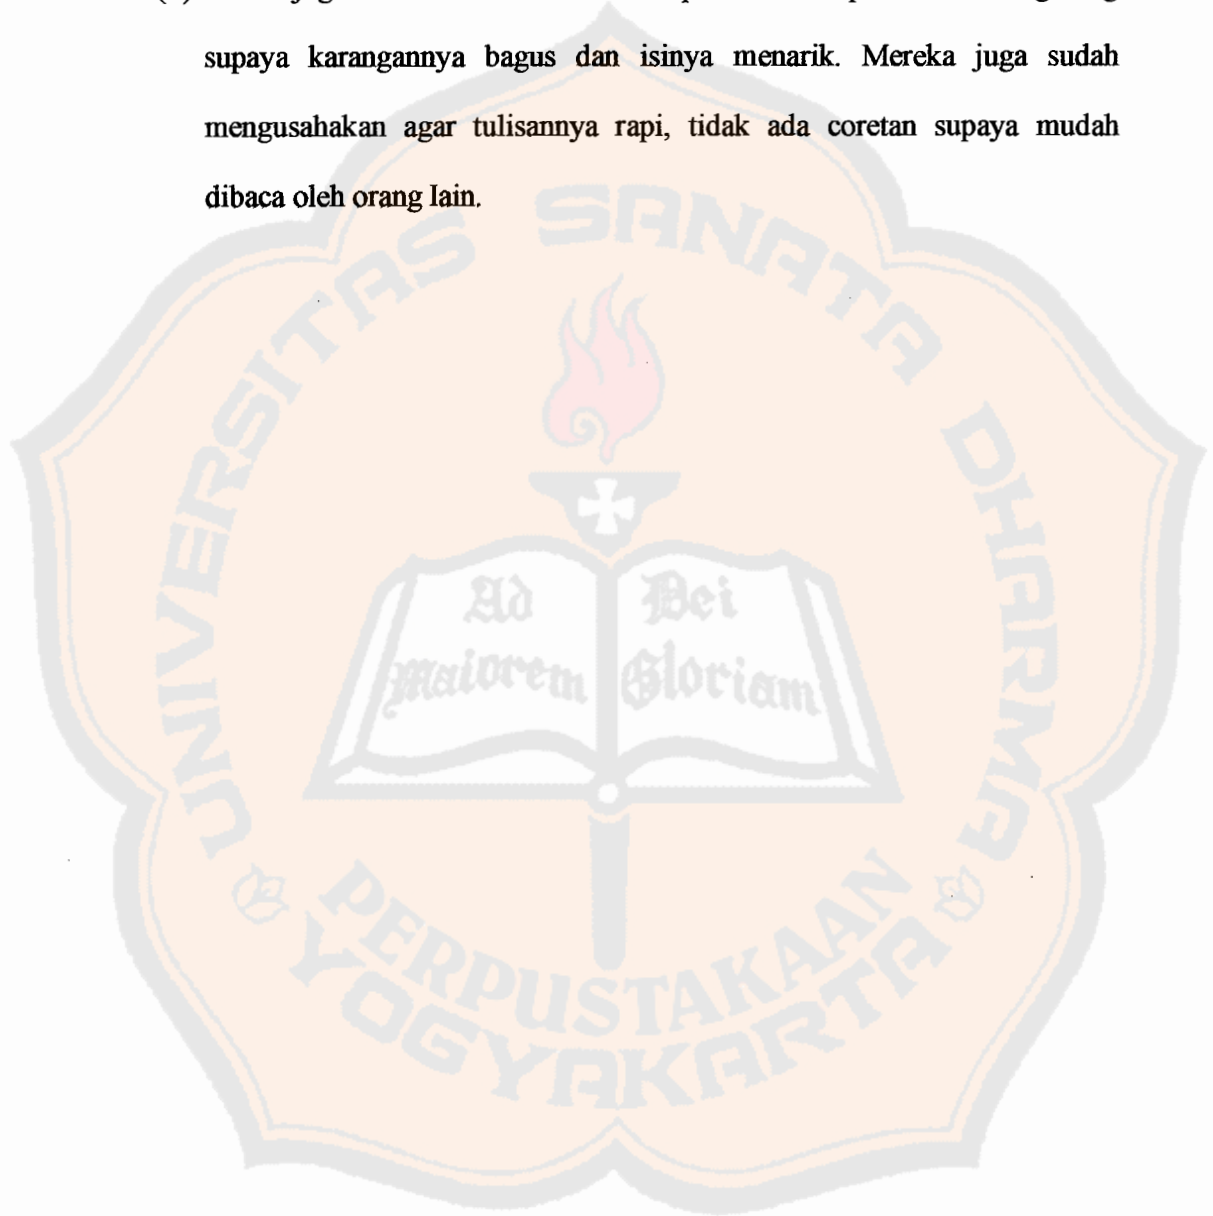 supaya karangannya bagus dan isinya menarik. Mereka juga sudah
mengusahakan agar tulisannya rapi, tidak ada coretan supaya mudah
dibaca oleh orang lain.
UNIVERSITAS SANATA DHARMA
Ad Dei
maiorem Gloriam
PERPUSTAKAAN
YOGYAKARTA